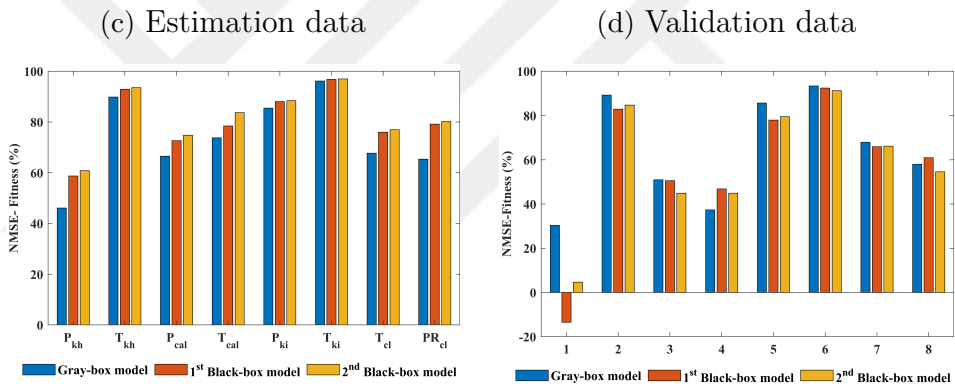 (c) Estimation data
(d) Validation data
NMSE- Fitness (%)
100
80
60
40
20
0
P_kh T_kh P_cal T_cal P_ki T_ki T_cl PR_cl
Gray-box model 1st Black-box model 2nd Black-box model
NMSE-Fitness (%)
100
80
60
40
20
0
-20
1 2 3 4 5 6 7 8
Gray-box model 1st Black-box model 2nd Black-box model